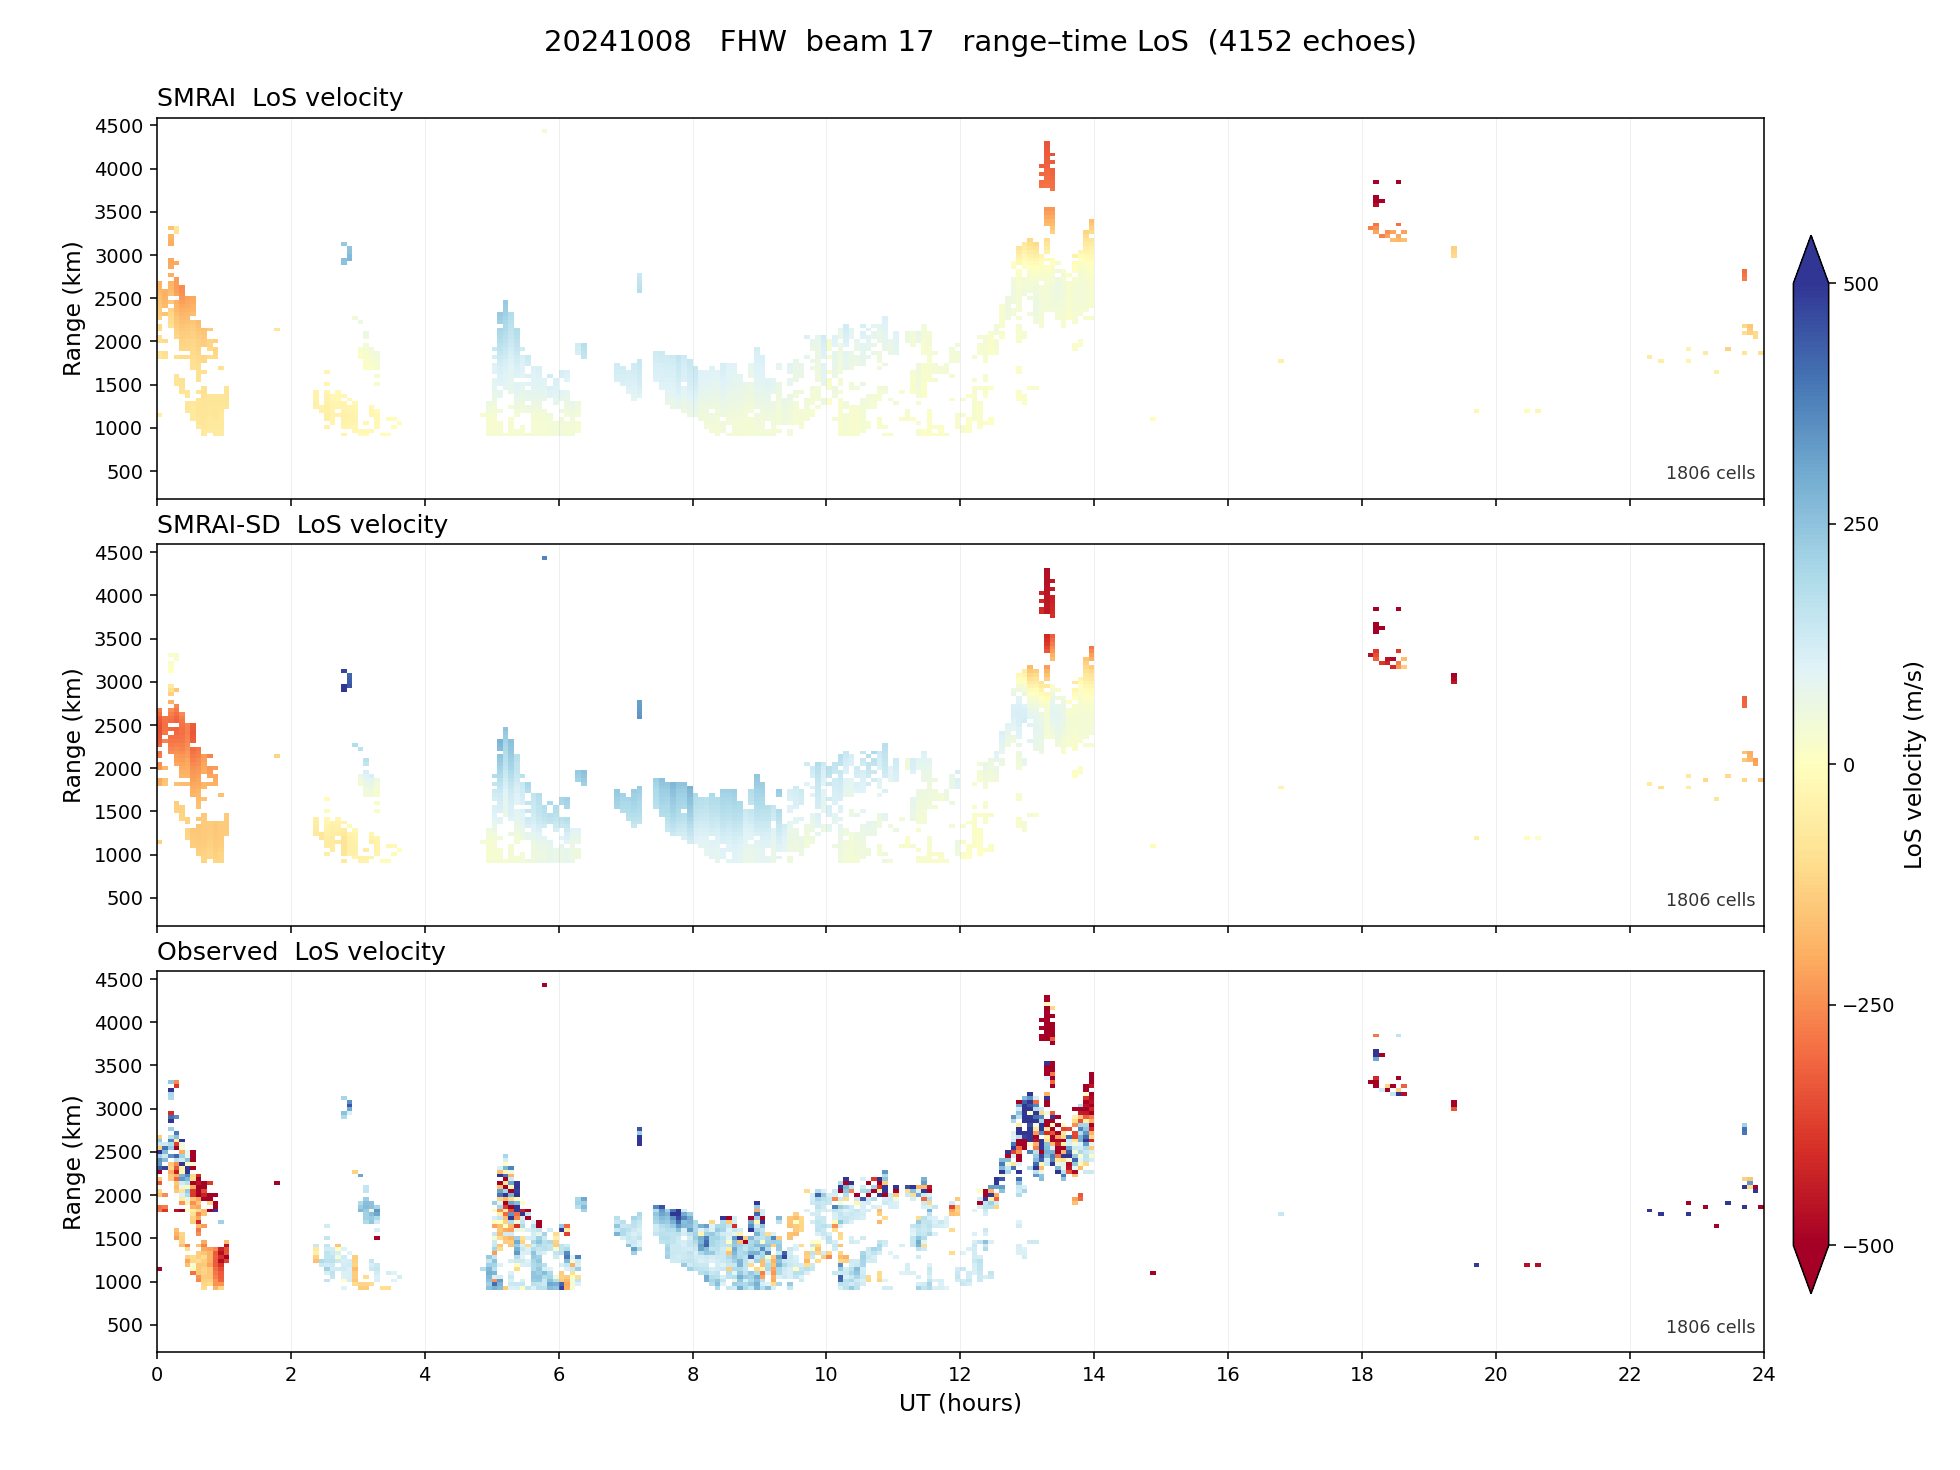 20241008 FHW beam 17 range–time LoS (4152 echoes)
SMRAI LoS velocity
4500
4000
3500
3000
2500
2000
1500
1000
500
Range (km)
1806 cells
SMRAI-SD LoS velocity
4500
4000
3500
3000
2500
2000
1500
1000
500
Range (km)
1806 cells
Observed LoS velocity
4500
4000
3500
3000
2500
2000
1500
1000
500
Range (km)
1806 cells
0 2 4 6 8 10 12 14 16 18 20 22 24
UT (hours)
500
250
0
−250
−500
LoS velocity (m/s)